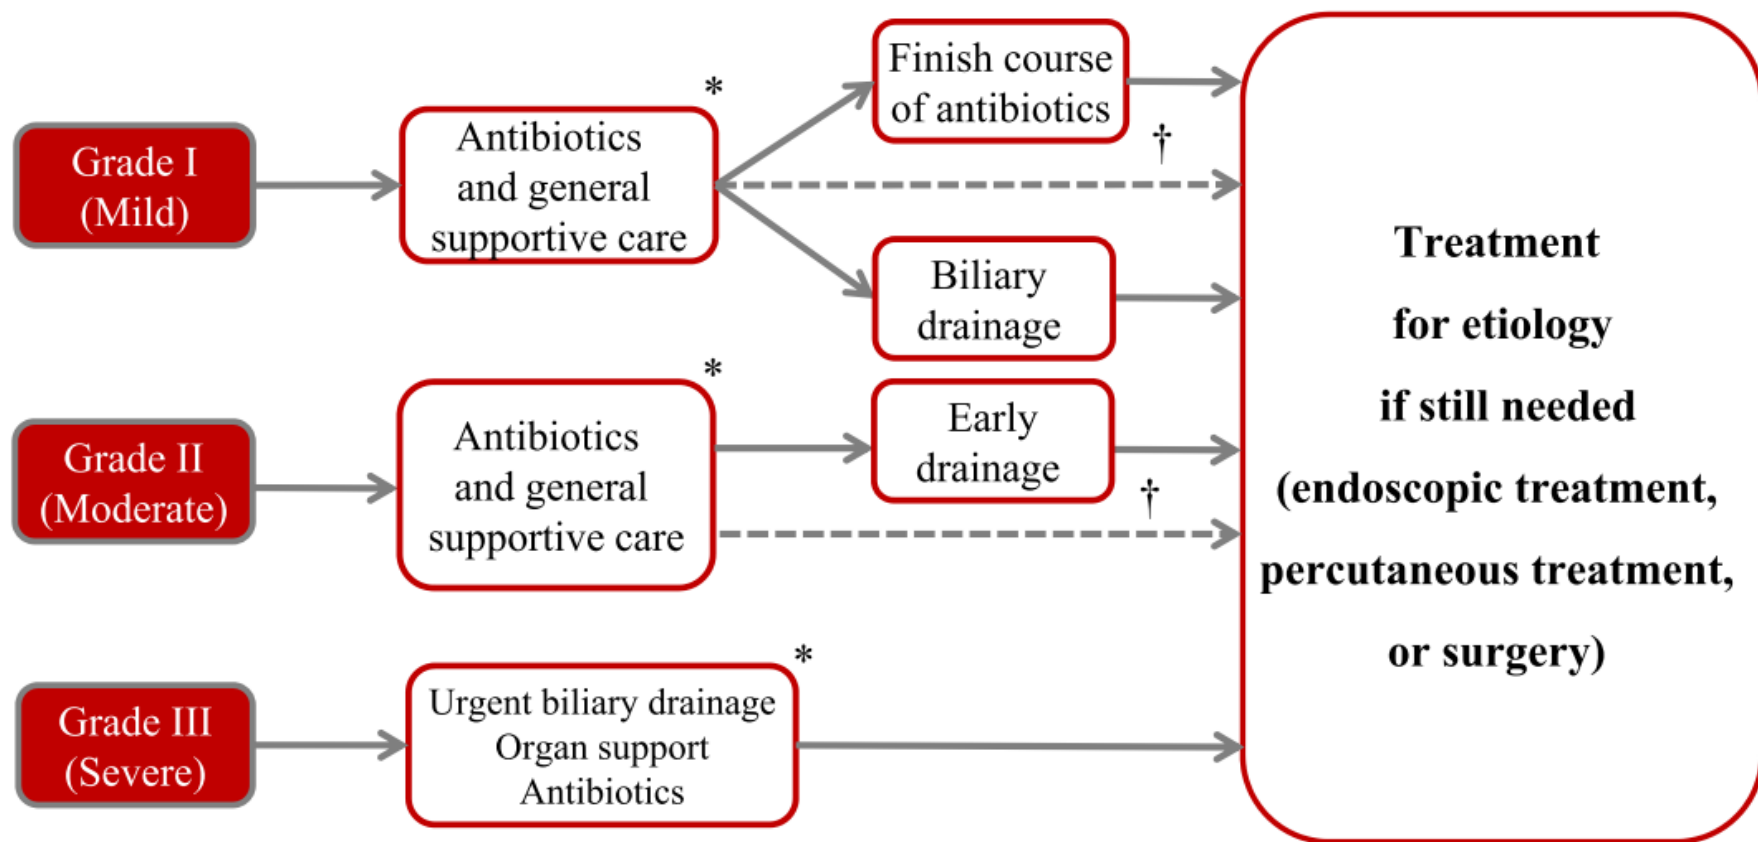 Grade I
(Mild)
*
Antibiotics
and general
supportive care
Finish course
of antibiotics
†
Biliary
drainage
Grade II
(Moderate)
*
Antibiotics
and general
supportive care
Early
drainage
†
Grade III
(Severe)
*
Urgent biliary drainage
Organ support
Antibiotics
Treatment
for etiology
if still needed
(endoscopic treatment,
percutaneous treatment,
or surgery)